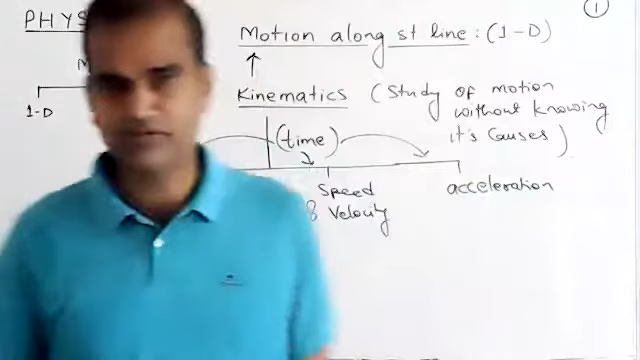 PHYS
Motion along st line : (1-D)
1
1-D
Kinematics (Study of motion
without knowing
it's causes)
(time)
Speed
& Velocity
acceleration